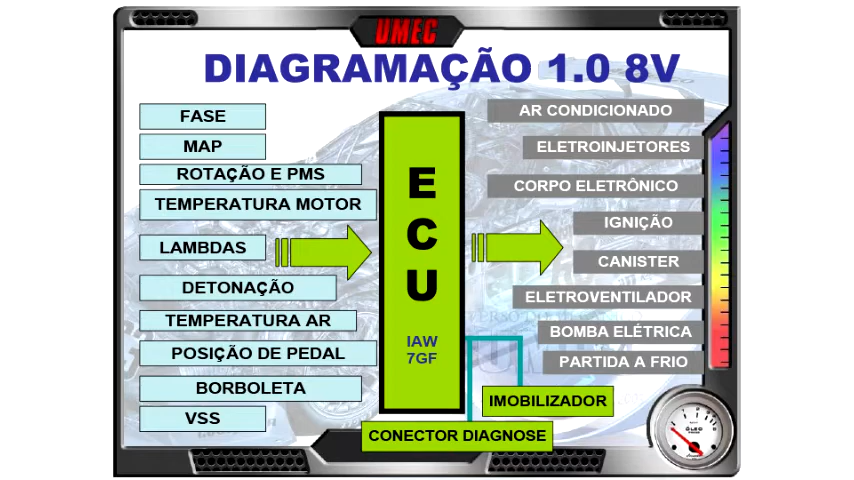 UMEC
DIAGRAMAÇÃO 1.0 8V
FASE
MAP
ROTAÇÃO E PMS
TEMPERATURA MOTOR
LAMBDAS
DETONAÇÃO
TEMPERATURA AR
POSIÇÃO DE PEDAL
BORBOLETA
VSS
E
C
U
IAW
7GF
AR CONDICIONADO
ELETROINJETORES
CORPO ELETRÔNICO
IGNIÇÃO
CANISTER
ELETROVENTILADOR
BOMBA ELÉTRICA
PARTIDA A FRIO
IMOBILIZADOR
CONECTOR DIAGNOSE